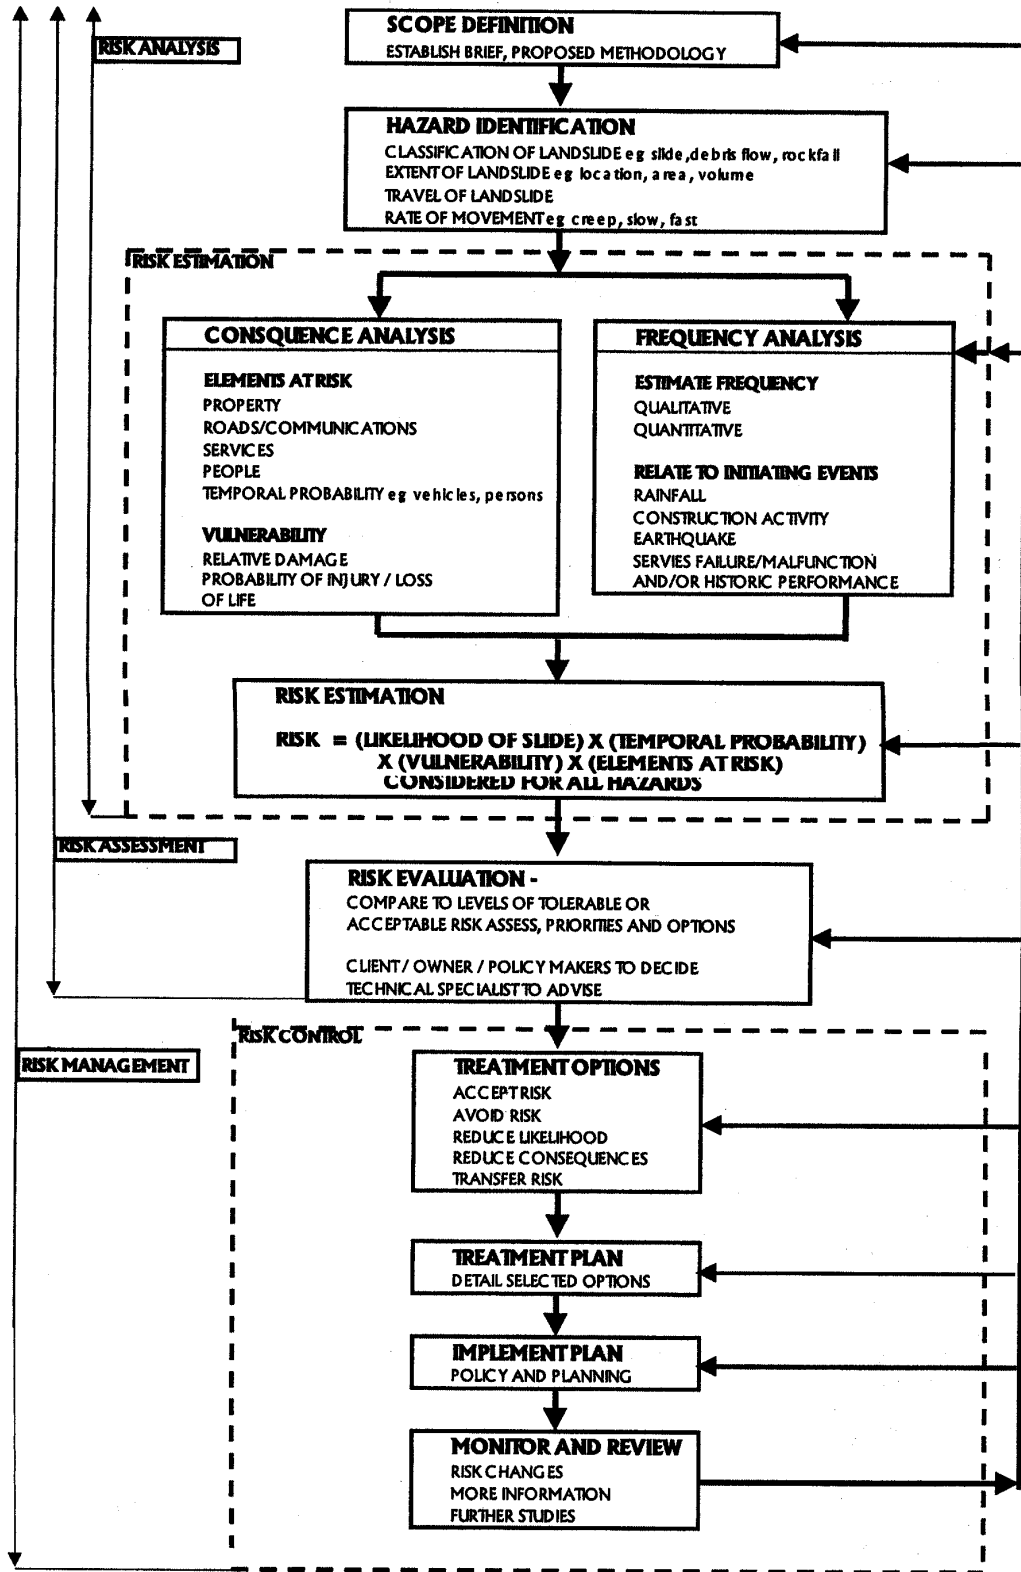 SCOPE DEFINITION
ESTABLISH BRIEF, PROPOSED METHODOLOGY
RISK ANALYSIS
HAZARD IDENTIFICATION
CLASSIFICATION OF LANDSLIDE eg slide,debris flow, rockfall
EXTENT OF LANDSLIDE eg location, area, volume
TRAVEL OF LANDSLIDE
RATE OF MOVEMENT eg creep, slow, fast
RISK ESTIMATION
CONSQUENCE ANALYSIS
ELEMENTS AT RISK
PROPERTY
ROADS/COMMUNICATIONS
SERVICES
PEOPLE
TEMPORAL PROBABILITY eg vehicles, persons
VULNERABILITY
RELATIVE DAMAGE
PROBABILITY OF INJURY / LOSS
OF LIFE
FREQUENCY ANALYSIS
ESTIMATE FREQUENCY
QUALITATIVE
QUANTITATIVE
RELATE TO INITIATING EVENTS
RAINFALL
CONSTRUCTION ACTIVITY
EARTHQUAKE
SERVIES FAILURE/MALFUNCTION
AND/OR HISTORIC PERFORMANCE
RISK ESTIMATION
RISK = (LIKELIHOOD OF SLIDE) X (TEMPORAL PROBABILITY)
X (VULNERABILITY) X (ELEMENTS AT RISK)
CONSIDERED FOR ALL HAZARDS
RISK ASSESSMENT
RISK EVALUATION -
COMPARE TO LEVELS OF TOLERABLE OR
ACCEPTABLE RISK ASSESS, PRIORITIES AND OPTIONS
CLIENT / OWNER / POLICY MAKERS TO DECIDE
TECHNICAL SPECIALIST TO ADVISE
RISK CONTROL
RISK MANAGEMENT
TREATMENT OPTIONS
ACCEPT RISK
AVOID RISK
REDUCE LIKELIHOOD
REDUCE CONSEQUENCES
TRANSFER RISK
TREATMENT PLAN
DETAIL SELECTED OPTIONS
IMPLEMENT PLAN
POLICY AND PLANNING
MONITOR AND REVIEW
RISK CHANGES
MORE INFORMATION
FURTHER STUDIES